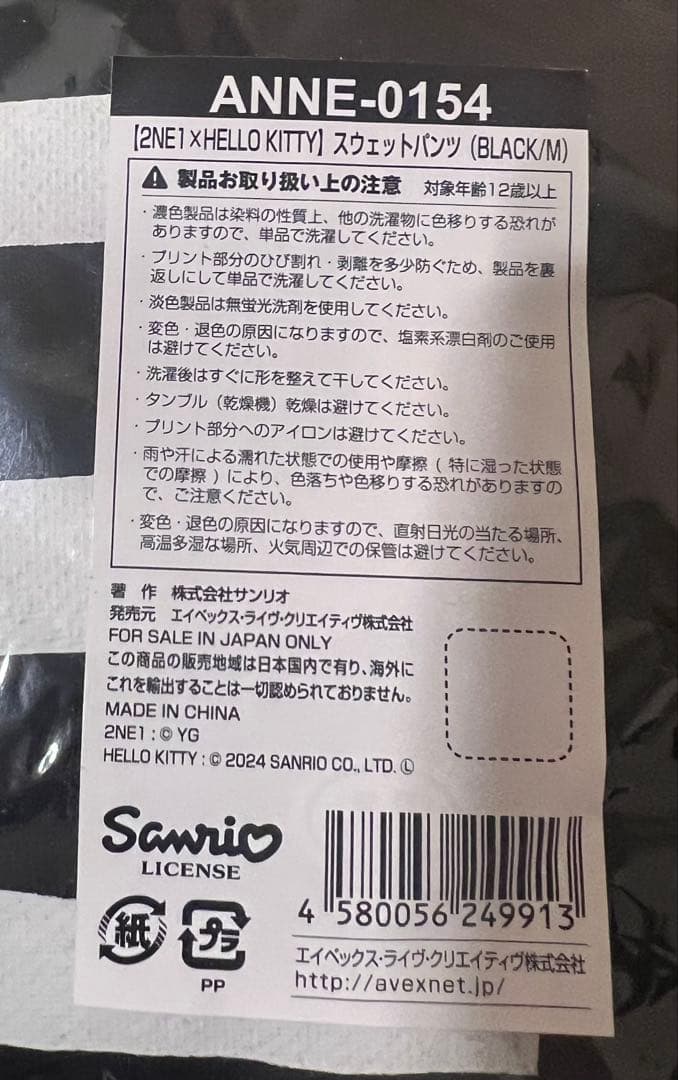 ANNE-0154
【2NE1×HELLO KITTY】スウェットパンツ（BLACK/M）
製品お取り扱い上の注意 対象年齢12歳以上
・濃色製品は染料の性質上、他の洗濯物に色移りする恐れが
ありますので、単品で洗濯してください。
・プリント部分のひび割れ・剥離を多少防ぐため、製品を裏
返しにして単品で洗濯してください。
・淡色製品は無蛍光洗剤を使用してください。
・変色・退色の原因になりますので、塩素系漂白剤のご使用
は避けてください。
・洗濯後はすぐに形を整えて干してください。
・タンブル（乾燥機）乾燥は避けてください。
・プリント部分へのアイロンは避けてください。
・雨や汗による濡れた状態での使用や摩擦 ( 特に湿った状態
での摩擦 ) により、色落ちや色移りする恐れがありますの
で、ご注意ください。
・変色・退色の原因になりますので、直射日光の当たる場所、
高温多湿な場所、火気周辺での保管は避けてください。
著 作 株式会社サンリオ
発売元 エイベックス・ライヴ・クリエイティヴ株式会社
FOR SALE IN JAPAN ONLY
この商品の販売地域は日本国内で有り、海外に
これを輸出することは一切認められておりません。
MADE IN CHINA
2NE1 : © YG
HELLO KITTY : © 2024 SANRIO CO., LTD. Ⓛ
Sanrio
LICENSE
紙
プラ
PP
4 580056 249913
エイベックス・ライヴ・クリエイティヴ株式会社
http://avexnet.jp/